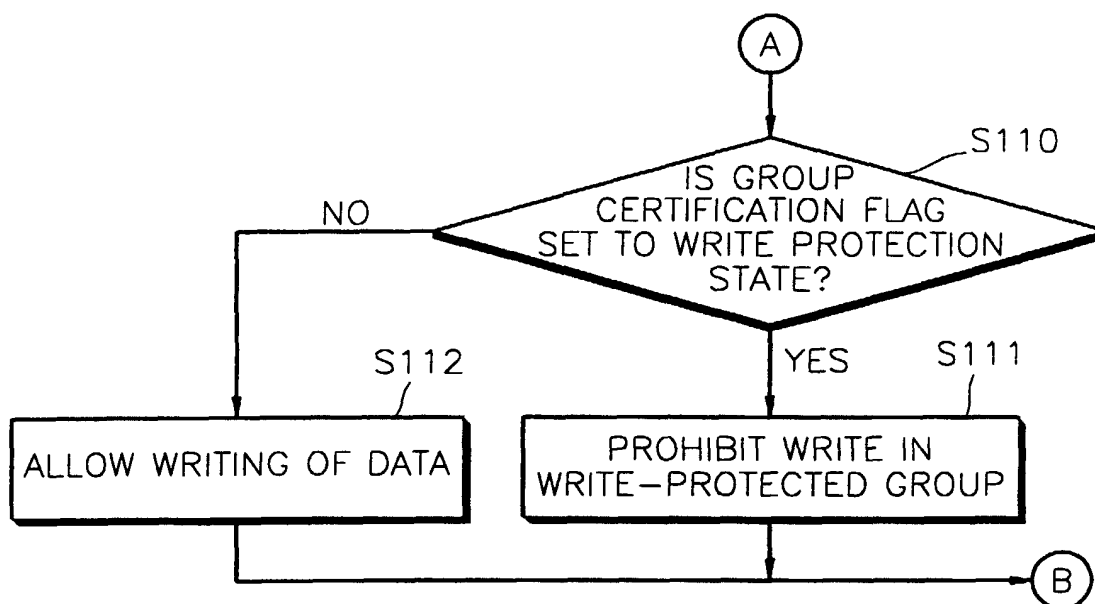 A
S110
IS GROUP
CERTIFICATION FLAG
SET TO WRITE PROTECTION
STATE?
NO
YES
S112
S111
ALLOW WRITING OF DATA
PROHIBIT WRITE IN
WRITE-PROTECTED GROUP
B